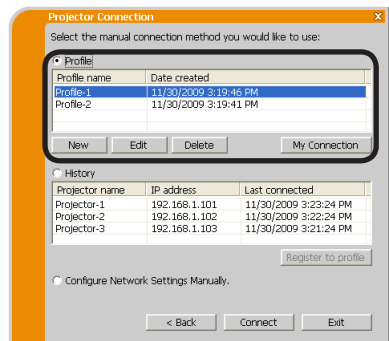 Projector Connection x
Select the manual connection method you would like to use:
Profile
Profile name Date created
Profile-1 11/30/2009 3:19:46 PM
Profile-2 11/30/2009 3:19:41 PM
New Edit Delete My Connection
History
Projector name IP address Last connected
Projector-1 192.168.1.101 11/30/2009 3:23:24 PM
Projector-2 192.168.1.102 11/30/2009 3:22:24 PM
Projector-3 192.168.1.103 11/30/2009 3:21:24 PM
Register to profile
Configure Network Settings Manually.
< Back Connect Exit